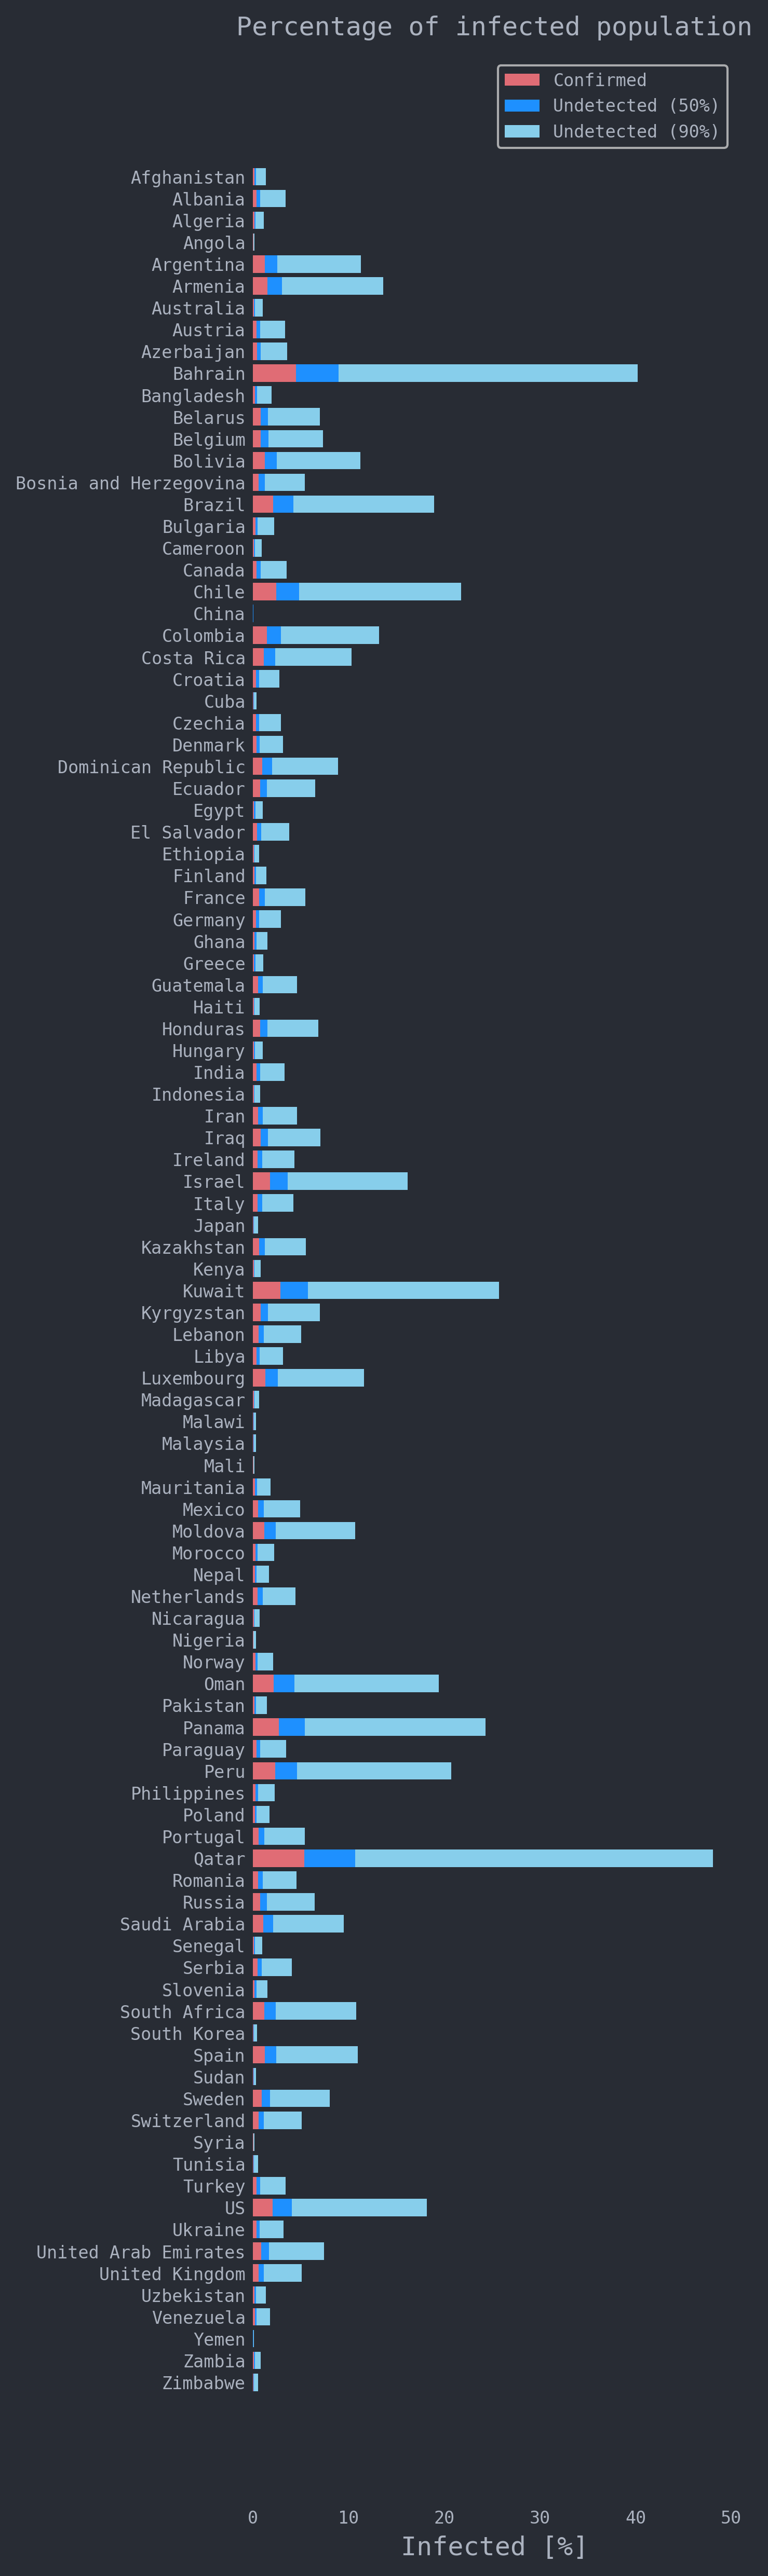 Percentage of infected population
Confirmed
Undetected (50%)
Undetected (90%)
Afghanistan
Albania
Algeria
Angola
Argentina
Armenia
Australia
Austria
Azerbaijan
Bahrain
Bangladesh
Belarus
Belgium
Bolivia
Bosnia and Herzegovina
Brazil
Bulgaria
Cameroon
Canada
Chile
China
Colombia
Costa Rica
Croatia
Cuba
Czechia
Denmark
Dominican Republic
Ecuador
Egypt
El Salvador
Ethiopia
Finland
France
Germany
Ghana
Greece
Guatemala
Haiti
Honduras
Hungary
India
Indonesia
Iran
Iraq
Ireland
Israel
Italy
Japan
Kazakhstan
Kenya
Kuwait
Kyrgyzstan
Lebanon
Libya
Luxembourg
Madagascar
Malawi
Malaysia
Mali
Mauritania
Mexico
Moldova
Morocco
Nepal
Netherlands
Nicaragua
Nigeria
Norway
Oman
Pakistan
Panama
Paraguay
Peru
Philippines
Poland
Portugal
Qatar
Romania
Russia
Saudi Arabia
Senegal
Serbia
Slovenia
South Africa
South Korea
Spain
Sudan
Sweden
Switzerland
Syria
Tunisia
Turkey
US
Ukraine
United Arab Emirates
United Kingdom
Uzbekistan
Venezuela
Yemen
Zambia
Zimbabwe
0 10 20 30 40 50
Infected [%]